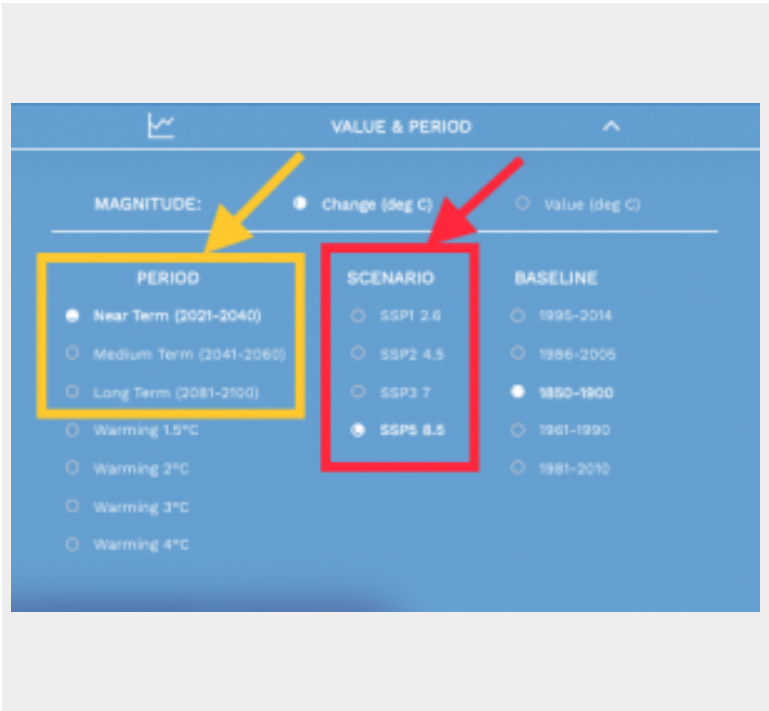 VALUE & PERIOD
MAGNITUDE: Change (deg C) Value (deg C)
PERIOD SCENARIO BASELINE
Near Term (2021-2040) SSP1 2.6 1995-2014
Medium Term (2041-2060) SSP2 4.5 1986-2005
Long Term (2081-2100) SSP3 7 1850-1900
Warming 1.5°C SSP5 8.5 1961-1990
Warming 2°C 1981-2010
Warming 3°C
Warming 4°C